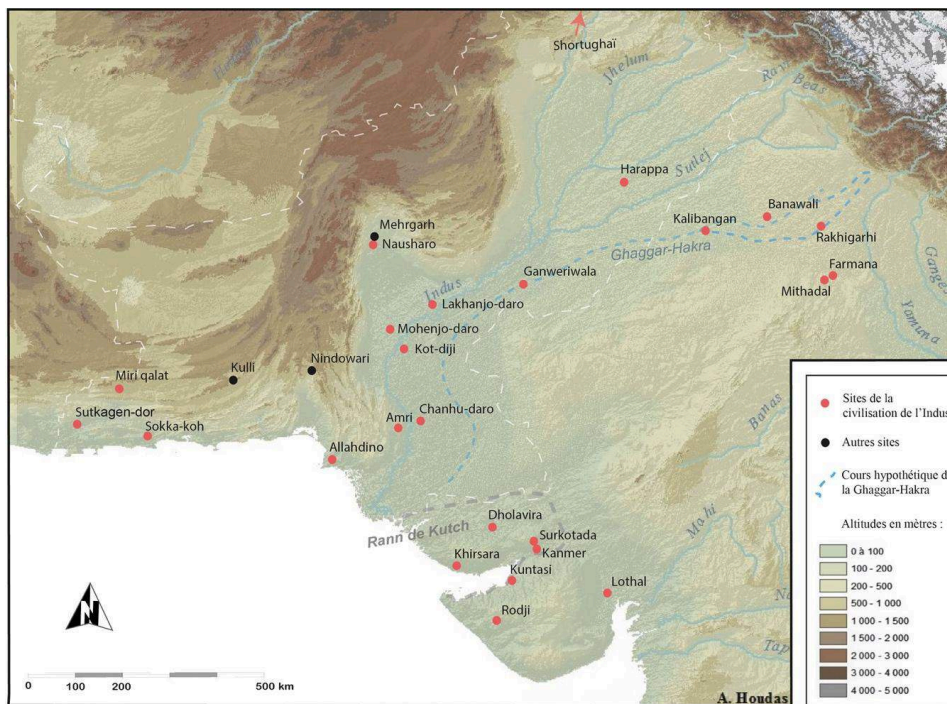 Shortughaï
Jhelum
Ravi
Beas
Sutlej
Harappa
Banawali
Kalibangan
Rakhigarhi
Ghaggar-Hakra
Mehrgarh
Nausharo
Ganweriwala
Farmana
Mithadal
Ganges
Yamuna
Indus
Lakhanjo-daro
Mohenjo-daro
Kot-diji
Nindowari
Kulli
Miri qalat
Sutkagen-dor
Sokka-koh
Amri
Chanhu-daro
Allahdino
Banas
Mahi
Rann de Kutch
Dholavira
Surkotada
Kanmer
Khirsara
Kuntasi
Lothal
Rodji
Na
Tap
N
0 100 200 500 km
Sites de la
civilisation de l'Indus
Autres sites
Cours hypothétique d
la Ghaggar-Hakra
Altitudes en mètres :
0 à 100
100 - 200
200 - 500
500 - 1 000
1 000 - 1 500
1 500 - 2 000
2 000 - 3 000
3 000 - 4 000
4 000 - 5 000
A. Houdas